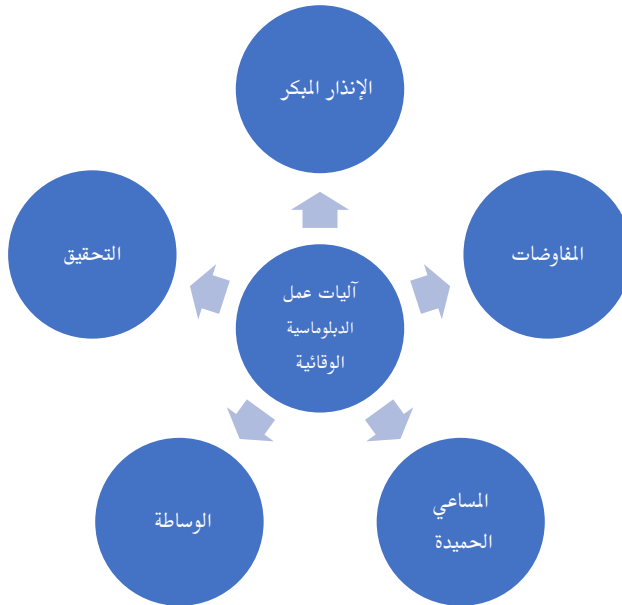 الإنذار المبكر
المفاوضات
التحقيق
آليات عمل
الدبلوماسية
الوقائية
المساعي
الحميدة
الوساطة